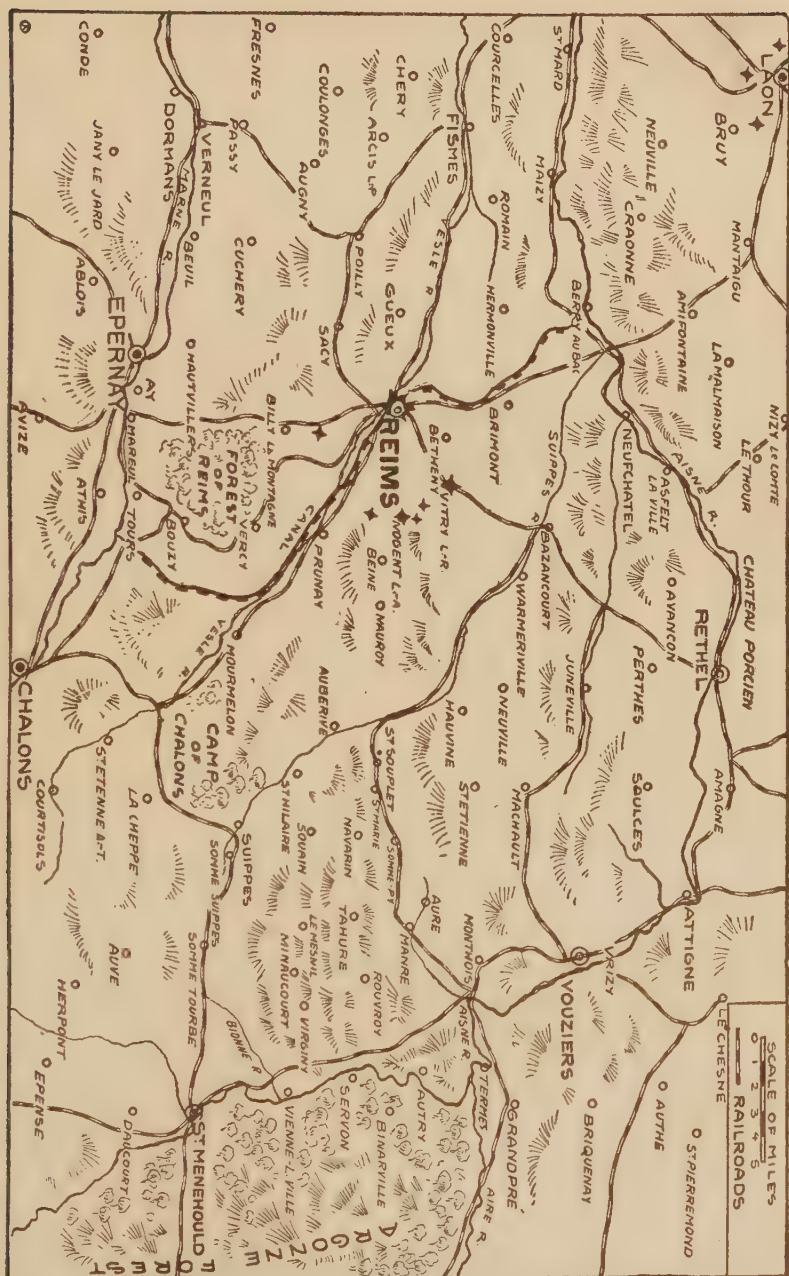 LAON
BRUY
MANTAIGU
NIZY LE COMTE
LE THOUR
LA MALMAISON
AMIFONTAINE
NEUVILLE
CRAONNE
ST MARD
MAIZY
BERRY AU BAC
AISNE R.
ASFELT
LA VILLE
NEUFCHATEL
CHATEAU PORCIEN
RETHEL
AVANCON
PERTHES
AMAGNE
SAULCES
ATTIGNE
LE CHESNE
SCALE OF MILES
0 1 2 3 4 5
RAILROADS
ST PIERREMONT
AUTHE
BRIQUENAY
VRIZY
VOUZIERS
COURCELLES
ROMAIN
HERMONVILLE
BRIMONT
SUIPPES R.
BAZANCOURT
WARMERIVILLE
JUNEVILLE
NEUVILLE
MACHAULT
HAUVINE
ST ETIENNE
MONTHOIS
AISNE R.
TERMES
GRANDPRÉ
AIRE R.
FISMES
VESLE R.
CHERY
ARCIS L-P
COULONGES
FRESNES
AUGNY
PASSY
POILLY
GUEUX
SACY
REIMS
BETHENY
VITRY L-R.
NOGENT L-A.
BEINE
NAUROY
PRUNAY
AUBERIVE
ST SOUPLET
ST MARIE
SOMME-PY
AURE
MANRE
NAVARIN
TAHURE
ROUVROY
SOUAIN
LE MESNIL
MINAUCOURT
VIRGINY
ST HILAIRE
AUTRY
BINARVILLE
SERVON
VIENNE-L-VILLE
BIONNE R.
CONDE
JANY LE JARD
DORMANS
VERNEUL
MARNE R.
BEUIL
CUCHERY
ABLOIS
EPERNAY
AY
HAUTVILLERS
BILLY LA MONTAGNE
FOREST
OF
REIMS
VERCY
BOUZY
MAREUL
TOURS
ATHIS
AVIZE
CANAL
VESLE R.
MOURMELON
CAMP
OF
CHALONS
CHALONS
ST ETENNE A-T.
COURTISOLS
LA CHEPPE
SUIPPES
SOMME SUIPPES
SOMME TOURBE
AUVE
HERPONT
EPENSE
DAUCOURT
ST. MENEHOULD
ARGONNE
FOREST